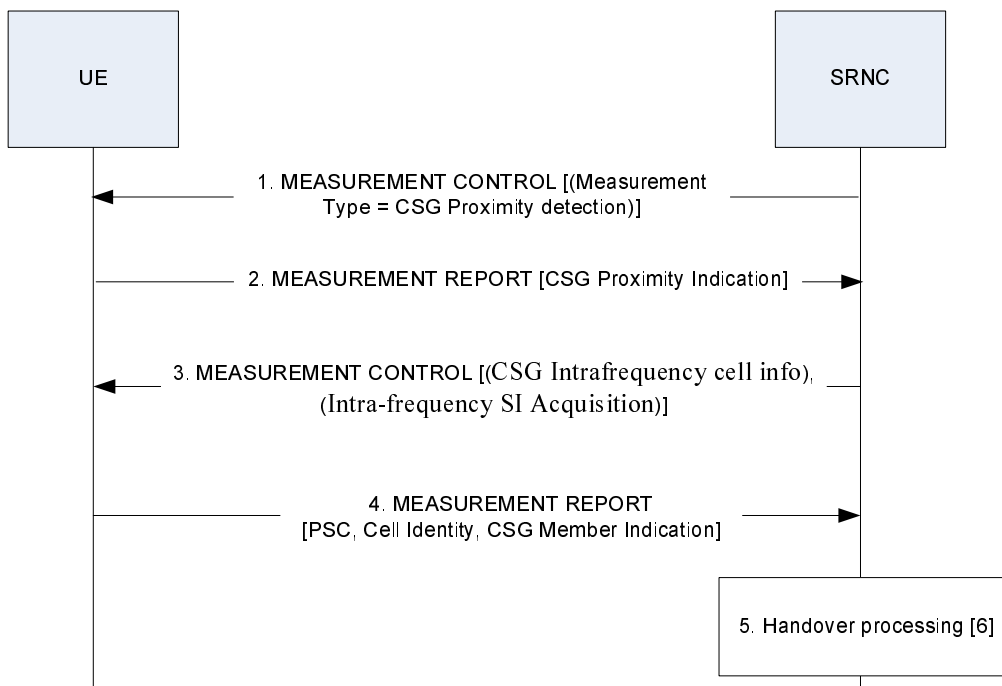 UE
SRNC
1. MEASUREMENT CONTROL [(Measurement
Type = CSG Proximity detection)]
2. MEASUREMENT REPORT [CSG Proximity Indication]
3. MEASUREMENT CONTROL [(CSG Intrafrequency cell info),
(Intra-frequency SI Acquisition)]
4. MEASUREMENT REPORT
[PSC, Cell Identity, CSG Member Indication]
5. Handover processing [6]